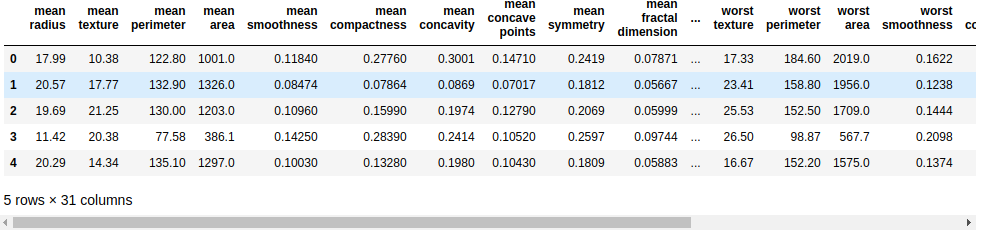 mean radius mean texture mean perimeter mean area mean smoothness mean compactness mean concavity mean concave points mean symmetry mean fractal dimension ... worst texture worst perimeter worst area worst smoothness co
0 17.99 10.38 122.80 1001.0 0.11840 0.27760 0.3001 0.14710 0.2419 0.07871 ... 17.33 184.60 2019.0 0.1622
1 20.57 17.77 132.90 1326.0 0.08474 0.07864 0.0869 0.07017 0.1812 0.05667 ... 23.41 158.80 1956.0 0.1238
2 19.69 21.25 130.00 1203.0 0.10960 0.15990 0.1974 0.12790 0.2069 0.05999 ... 25.53 152.50 1709.0 0.1444
3 11.42 20.38 77.58 386.1 0.14250 0.28390 0.2414 0.10520 0.2597 0.09744 ... 26.50 98.87 567.7 0.2098
4 20.29 14.34 135.10 1297.0 0.10030 0.13280 0.1980 0.10430 0.1809 0.05883 ... 16.67 152.20 1575.0 0.1374
5 rows × 31 columns